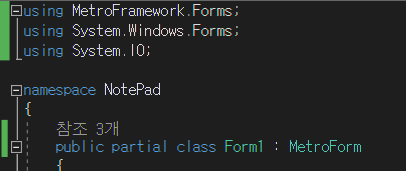 using MetroFramework.Forms;
using System.Windows.Forms;
using System.IO;
namespace NotePad
{
참조 3개
public partial class Form1 : MetroForm
{